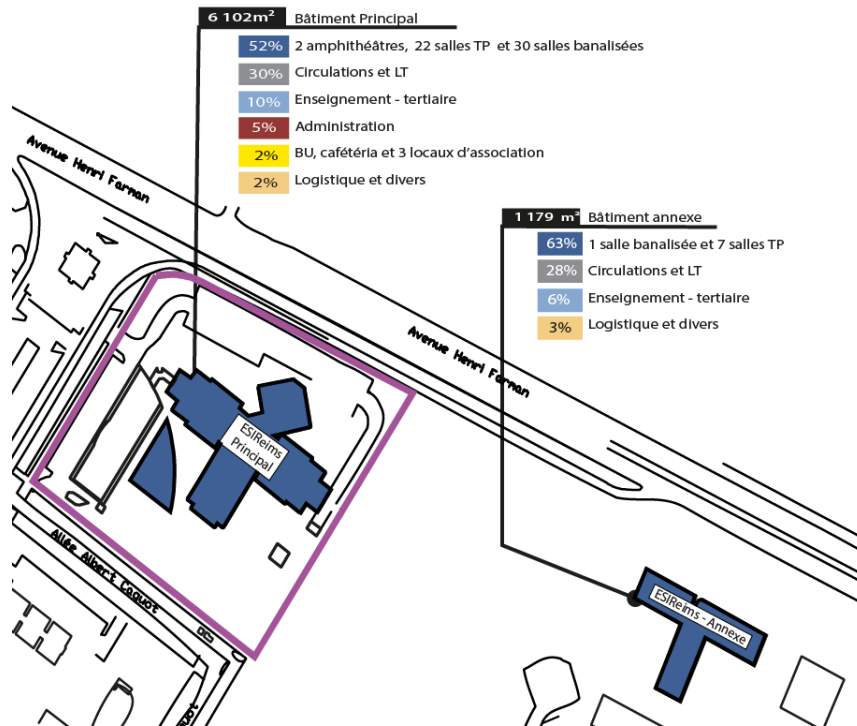 6 102m² Bâtiment Principal
52% 2 amphithéâtres, 22 salles TP et 30 salles banalisées
30% Circulations et LT
10% Enseignement - tertiaire
5% Administration
2% BU, cafétéria et 3 locaux d'association
2% Logistique et divers
Avenue Henri Farman
1 179 m² Bâtiment annexe
63% 1 salle banalisée et 7 salles TP
28% Circulations et LT
6% Enseignement - tertiaire
3% Logistique et divers
Avenue Henri Farman
ESIReims
Principal
Allée Albert Caquot
ESIReims - Annexe